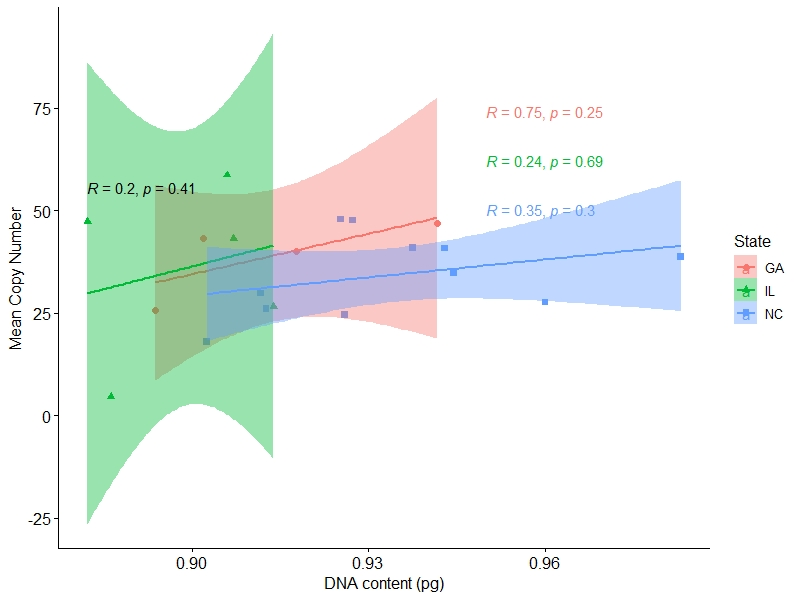 Mean Copy Number
75
50
25
0
-25
R = 0.75, p = 0.25
R = 0.24, p = 0.69
R = 0.2, p = 0.41
R = 0.35, p = 0.3
State
a GA
a IL
a NC
0.90 0.93 0.96
DNA content (pg)